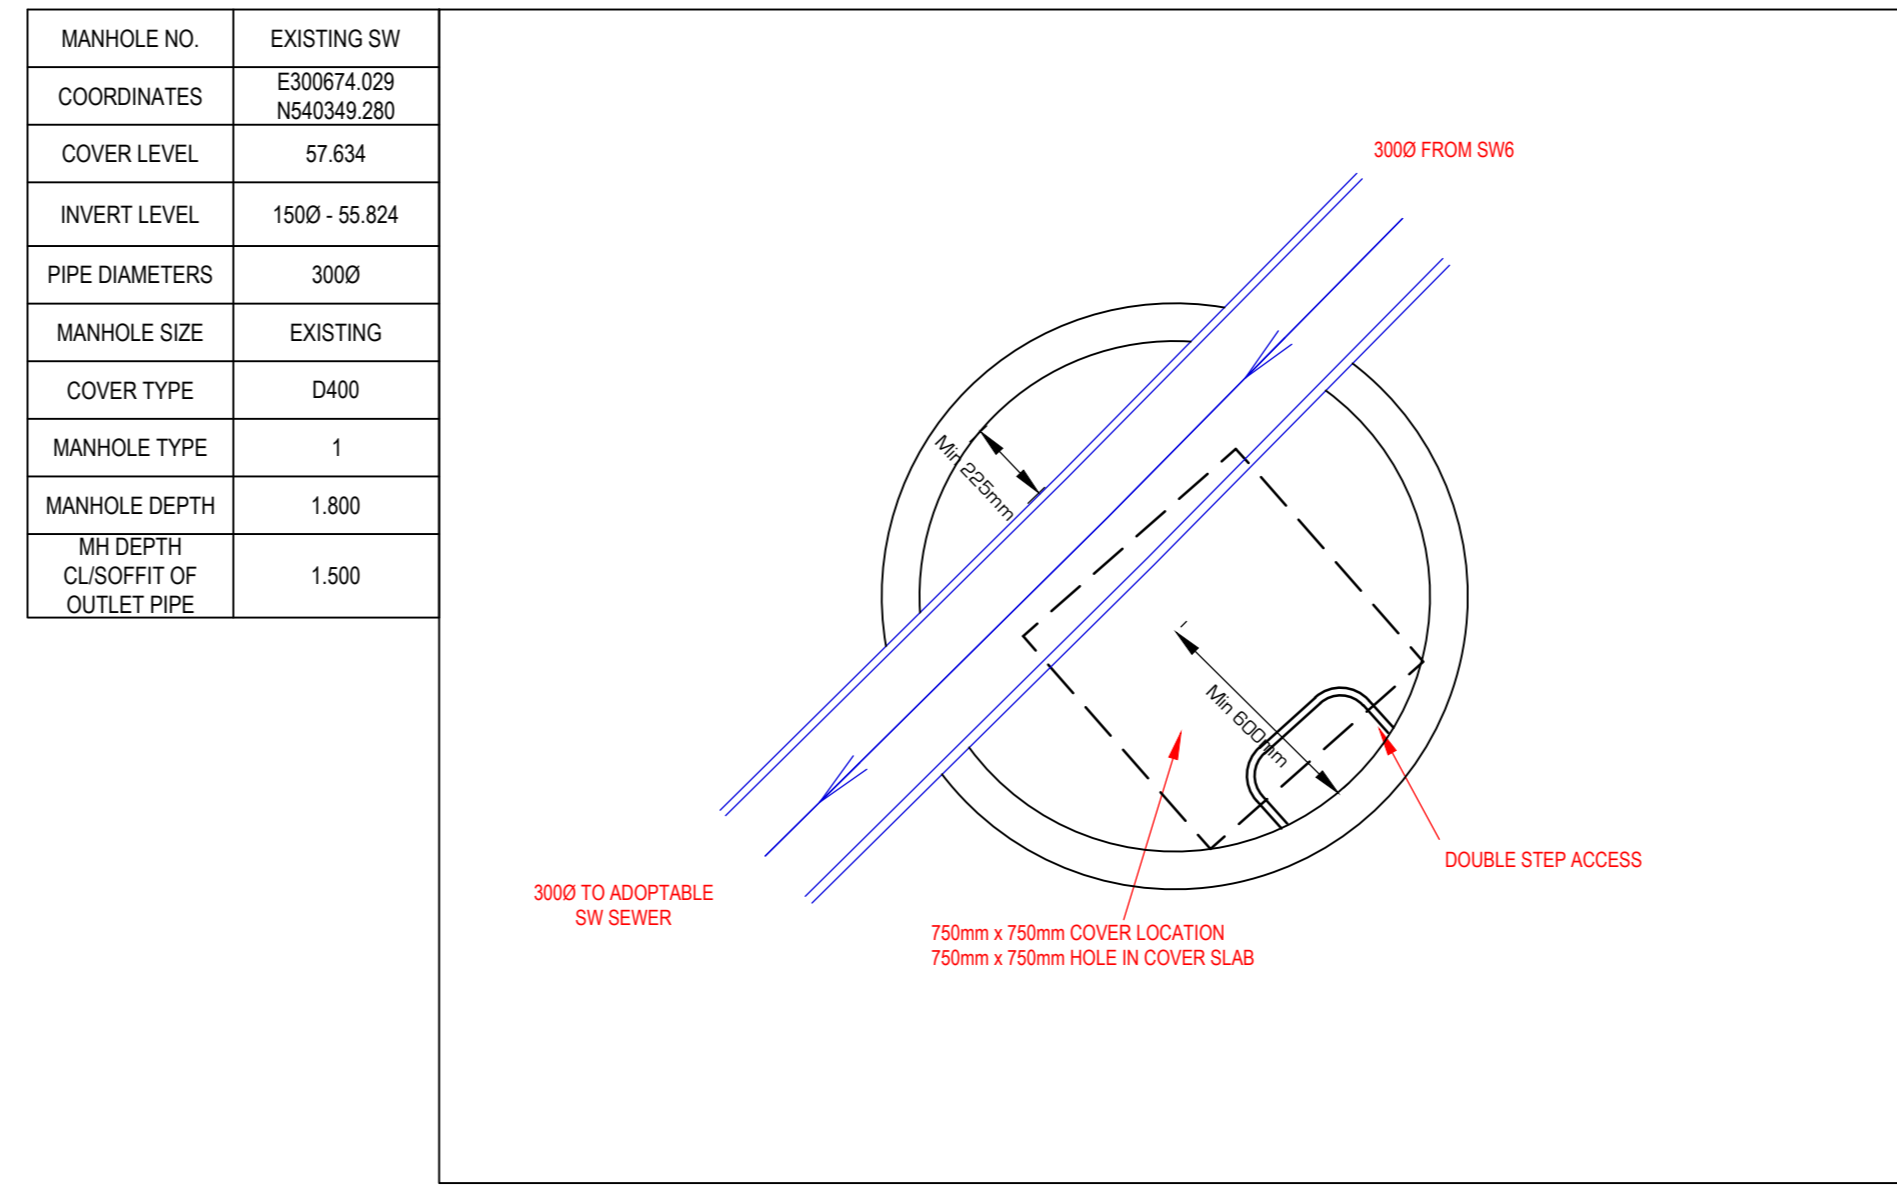 MANHOLE NO. EXISTING SW
COORDINATES E300674.029
N540349.280
COVER LEVEL 57.634
INVERT LEVEL 150Ø - 55.824
PIPE DIAMETERS 300Ø
MANHOLE SIZE EXISTING
COVER TYPE D400
MANHOLE TYPE 1
MANHOLE DEPTH 1.800
MH DEPTH
CL/SOFFIT OF 1.500
OUTLET PIPE
300Ø FROM SW6
Min 225mm
Min 600mm
DOUBLE STEP ACCESS
300Ø TO ADOPTABLE
SW SEWER
750mm x 750mm COVER LOCATION
750mm x 750mm HOLE IN COVER SLAB